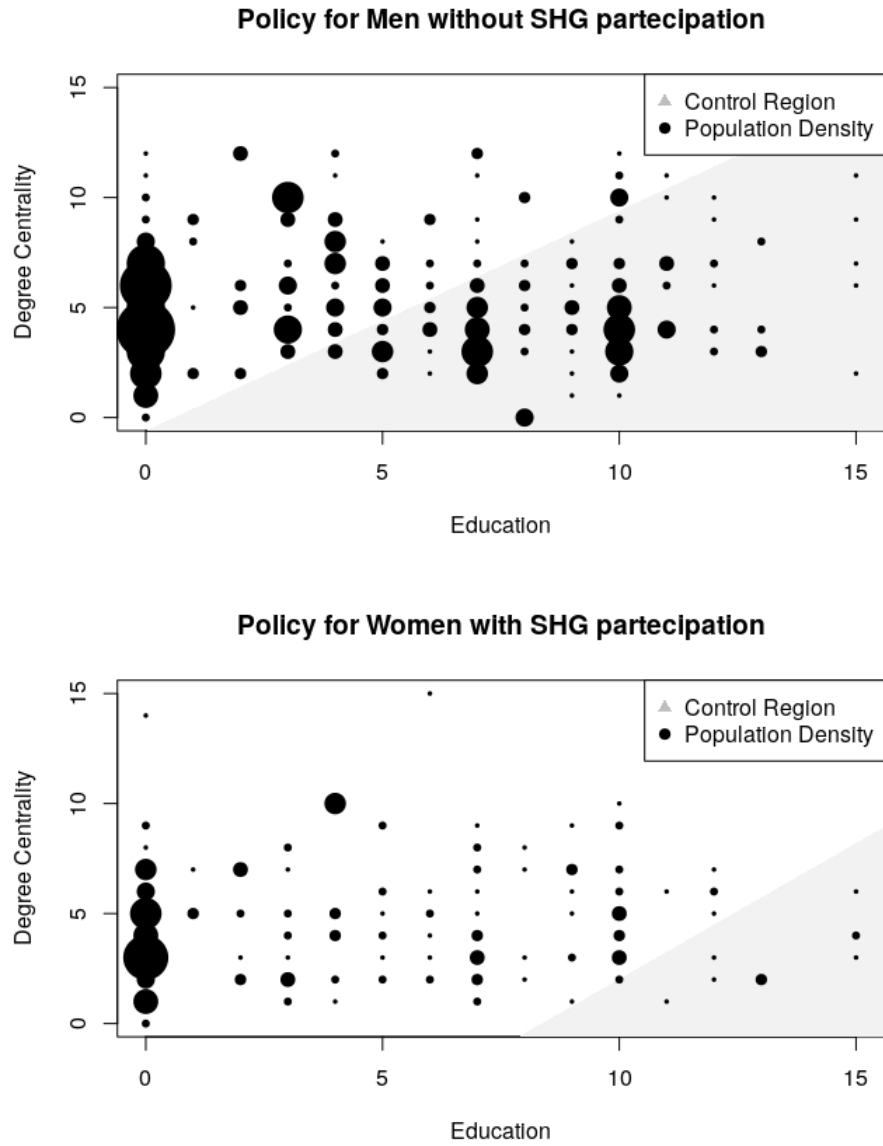 Policy for Men without SHG partecipation
15
10
5
0
Degree Centrality
Control Region
Population Density
0 5 10 15
Education
Policy for Women with SHG partecipation
15
10
5
0
Degree Centrality
Control Region
Population Density
0 5 10 15
Education